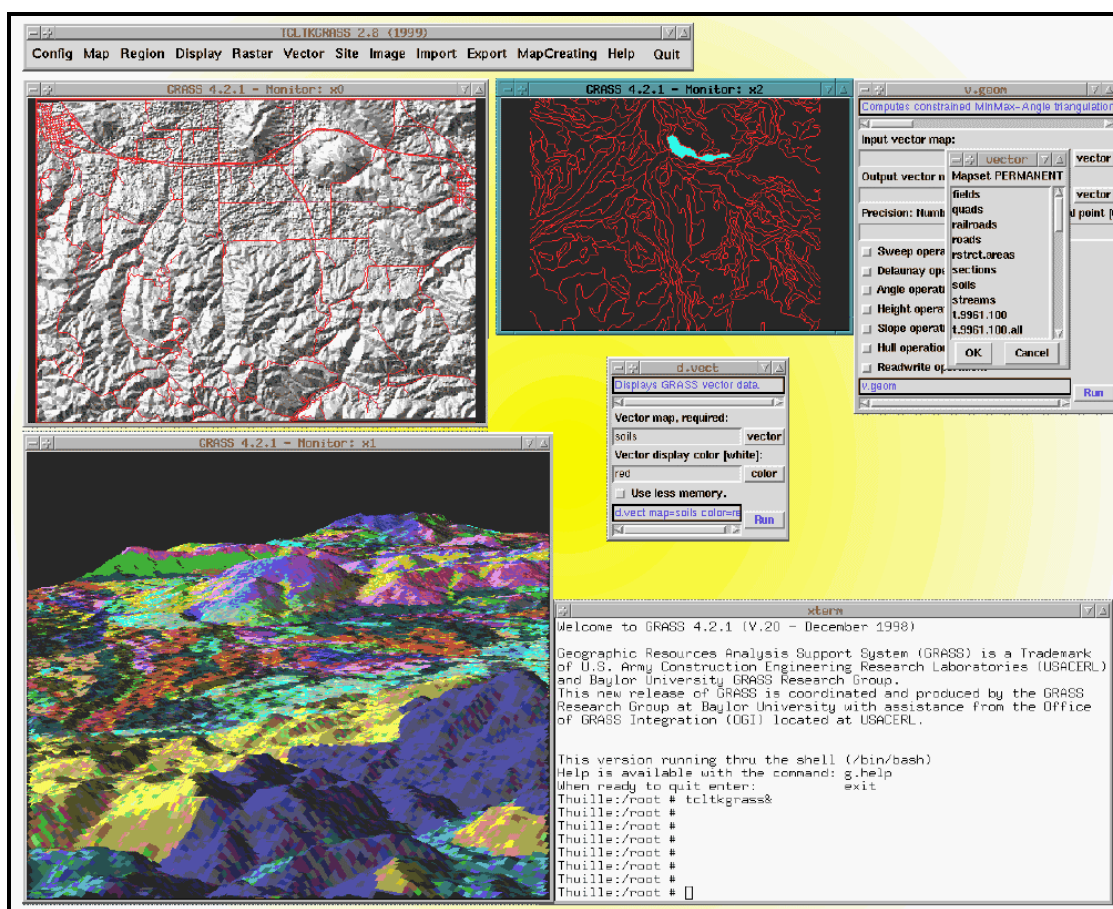 TCLTKGRASS 2.8 (1999)
Config Map Region Display Raster Vector Site Image Import Export MapCreating Help Quit
GRASS 4.2.1 - Monitor: x0
GRASS 4.2.1 - Monitor: x2
v.geom
Computes constrained MinMax-Angle triangulation
Input vector map:
vector
Output vector n
vector
Precision: Numb
d point [
Sweep opera
Delaunay ope
Angle operati
Height opera
Slope operati
Hull operation
Readwrite op
v.geom
Run
vector
Mapset PERMANENT
fields
quads
railroads
roads
rstrct.areas
sections
soils
streams
t.9961.100
t.9961.100.all
OK Cancel
d.vect
Displays GRASS vector data.
Vector map, required:
soils vector
Vector display color [white]:
red color
Use less memory.
d.vect map=soils color=re Run
GRASS 4.2.1 - Monitor: x1
xterm
Welcome to GRASS 4.2.1 (V.20 - December 1998)
Geographic Resources Analysis Support System (GRASS) is a Trademark
of U.S. Army Construction Engineering Research Laboratories (USACERL)
and Baylor University GRASS Research Group.
This new release of GRASS is coordinated and produced by the GRASS
Research Group at Baylor University with assistance from the Office
of GRASS Integration (OGI) located at USACERL.
This version running thru the shell (/bin/bash)
Help is available with the command: g.help
When ready to quit enter: exit
Thuille:/root # tcltkgrass&
Thuille:/root #
Thuille:/root #
Thuille:/root #
Thuille:/root #
Thuille:/root #
Thuille:/root #
Thuille:/root #